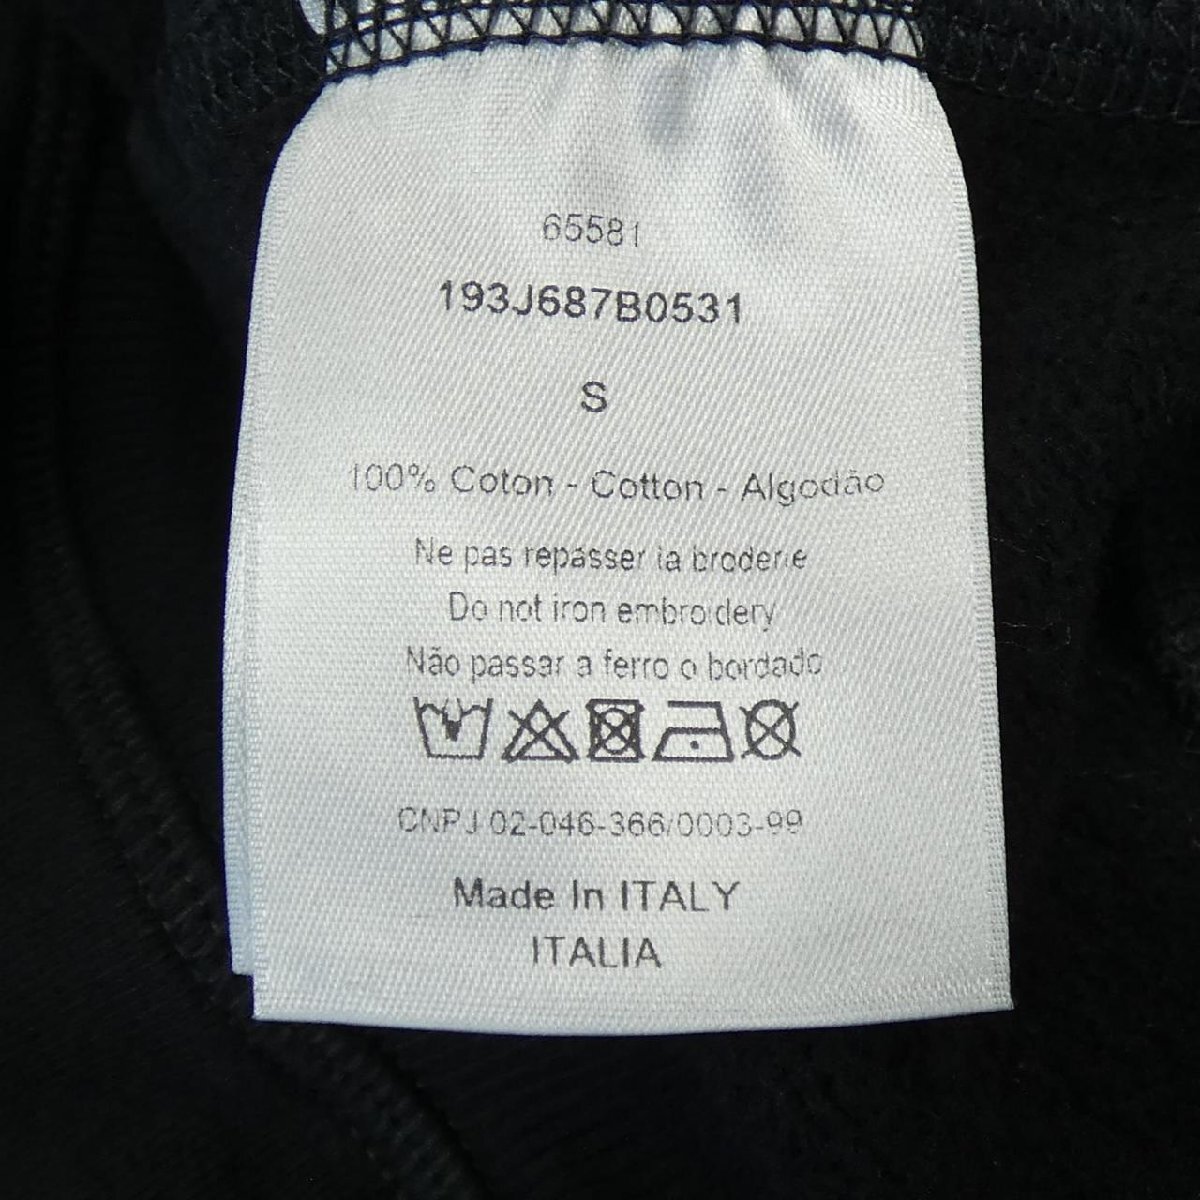 65581
193J687B0531
S
100% Coton - Cotton - Algodão
Ne pas repasser la broderie
Do not iron embroidery
Não passar a ferro o bordado
CNPJ 02-046-366/0003-99
Made In ITALY
ITALIA